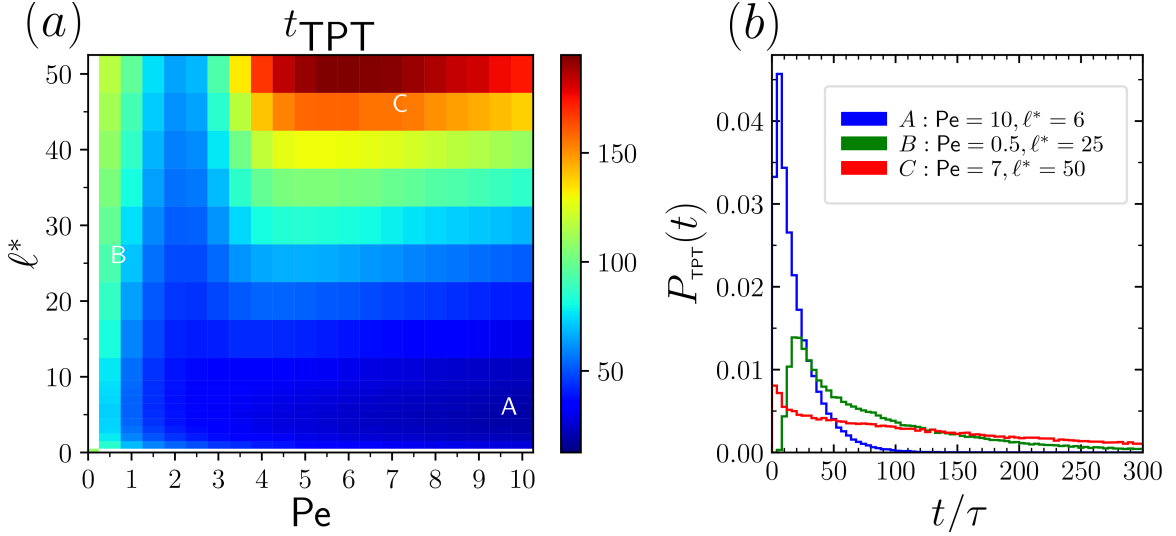 (a)
t_TPT
50
40
30
20
10
0
ℓ*
0 1 2 3 4 5 6 7 8 9 10
Pe
A
B
C
150
100
50
(b)
A : Pe = 10, ℓ* = 6
B : Pe = 0.5, ℓ* = 25
C : Pe = 7, ℓ* = 50
0.04
0.03
0.02
0.01
0.00
P_TPT(t)
0 50 100 150 200 250 300
t/τ